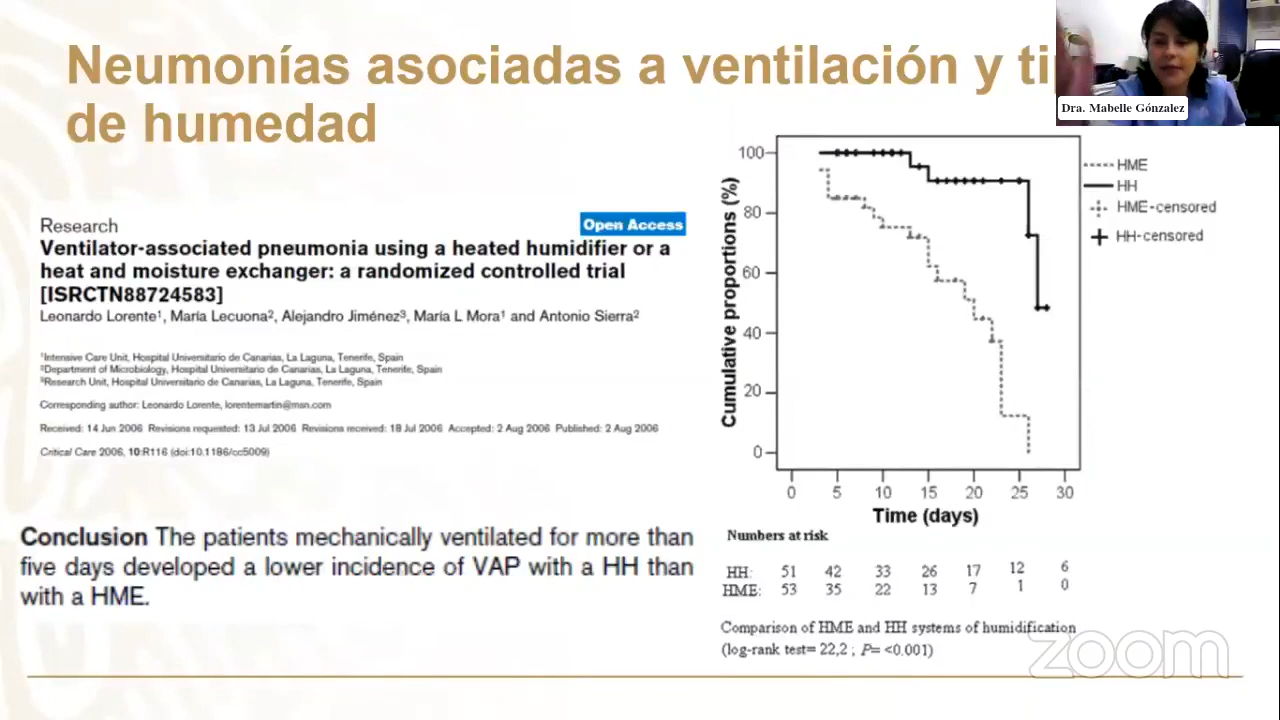 Neumonías asociadas a ventilación y ti
de humedad
Dra. Mabelle Gónzalez
Research
Open Access
Ventilator-associated pneumonia using a heated humidifier or a
heat and moisture exchanger: a randomized controlled trial
[ISRCTN88724583]
Leonardo Lorente¹, María Lecuona², Alejandro Jiménez³, María L Mora¹ and Antonio Sierra²
¹Intensive Care Unit, Hospital Universitario de Canarias, La Laguna, Tenerife, Spain
²Department of Microbiology, Hospital Universitario de Canarias, La Laguna, Tenerife, Spain
³Research Unit, Hospital Universitario de Canarias, La Laguna, Tenerife, Spain
Corresponding author: Leonardo Lorente, lorentemartin@msn.com
Received: 14 Jun 2006 Revisions requested: 13 Jul 2006 Revisions received: 18 Jul 2006 Accepted: 2 Aug 2006 Published: 2 Aug 2006
Critical Care 2006, 10:R116 (doi:10.1186/cc5009)
Conclusion The patients mechanically ventilated for more than
five days developed a lower incidence of VAP with a HH than
with a HME.
Cumulative proportions (%)
100
80
60
40
20
0
0 5 10 15 20 25 30
Time (days)
HME
HH
HME-censored
HH-censored
Numbers at risk
HH: 51 42 33 26 17 12 6
HME: 53 35 22 13 7 1 0
Comparison of HME and HH systems of humidification
(log-rank test= 22,2 ; P= <0.001)
zoom